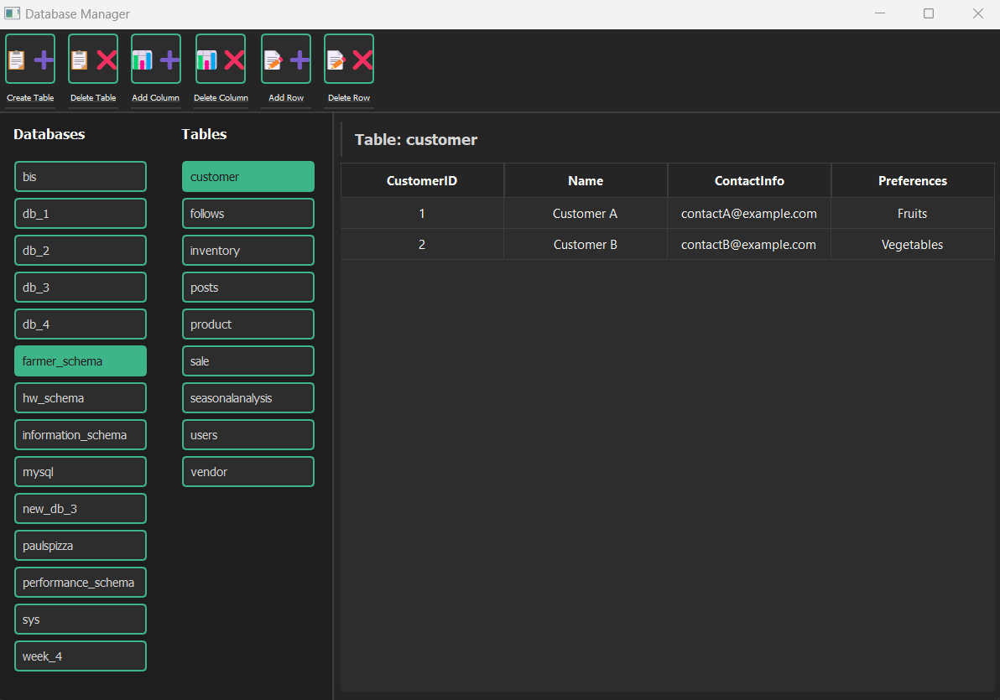 Database Manager
Create Table
Delete Table
Add Column
Delete Column
Add Row
Delete Row
Databases
bis
db_1
db_2
db_3
db_4
farmer_schema
hw_schema
information_schema
mysql
new_db_3
paulspizza
performance_schema
sys
week_4
Tables
customer
follows
inventory
posts
product
sale
seasonalanalysis
users
vendor
Table: customer
CustomerID Name ContactInfo Preferences
1 Customer A contactA@example.com Fruits
2 Customer B contactB@example.com Vegetables